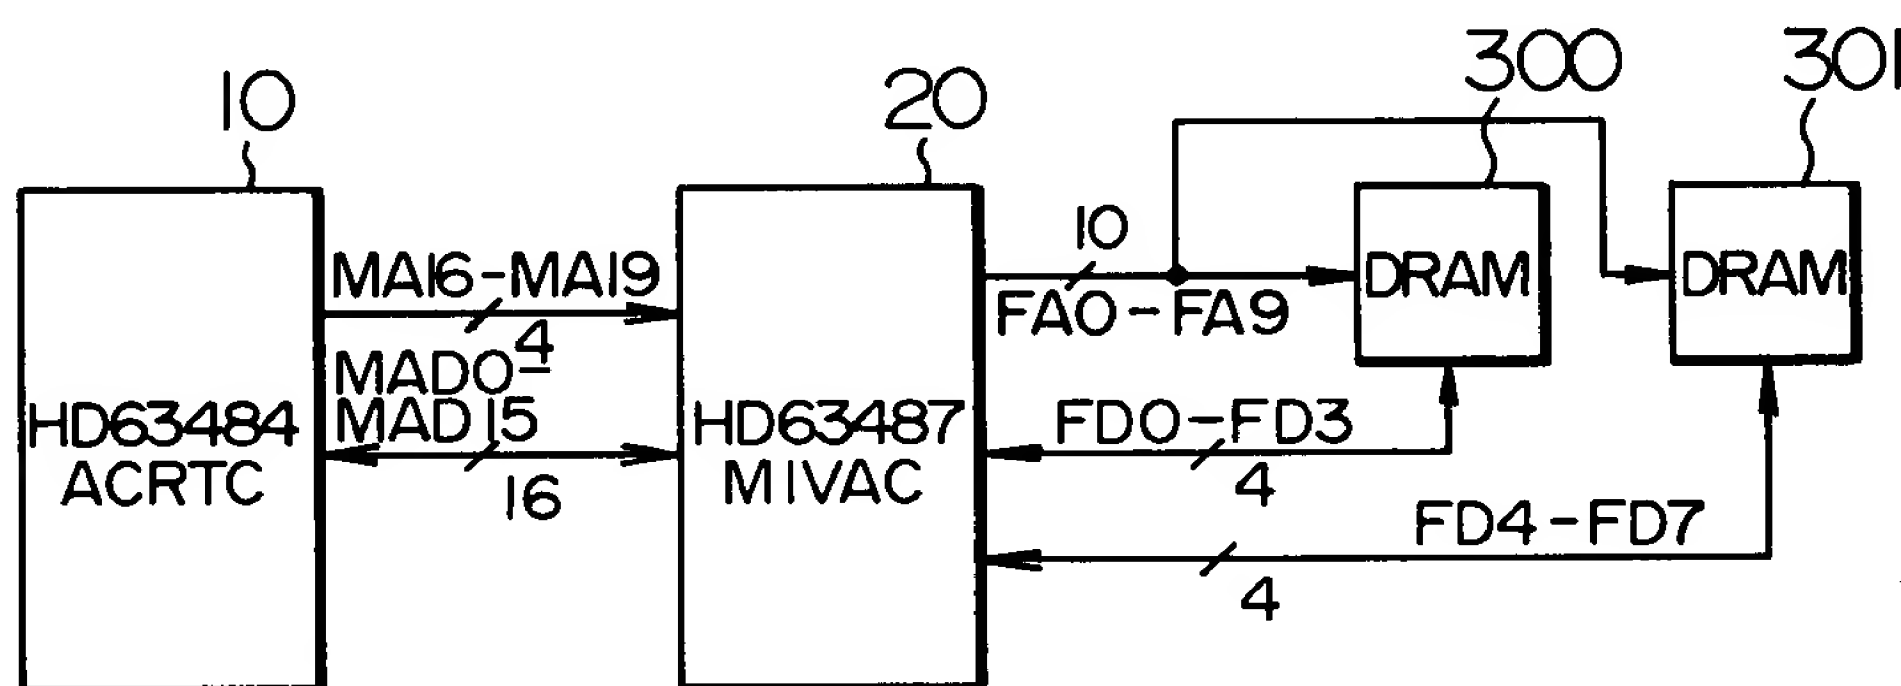 10
20
300
301
MA16-MA19
4
MAD0-
MAD15
16
HD63484
ACRTC
HD63487
MIVAC
10
FA0-FA9
DRAM
DRAM
FD0-FD3
4
FD4-FD7
4